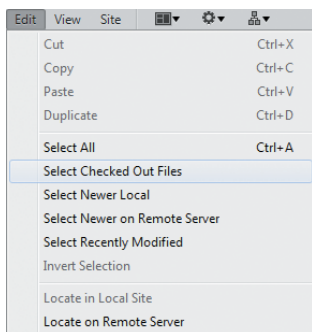 Edit View Site
Cut Ctrl+X
Copy Ctrl+C
Paste Ctrl+V
Duplicate Ctrl+D
Select All Ctrl+A
Select Checked Out Files
Select Newer Local
Select Newer on Remote Server
Select Recently Modified
Invert Selection
Locate in Local Site
Locate on Remote Server